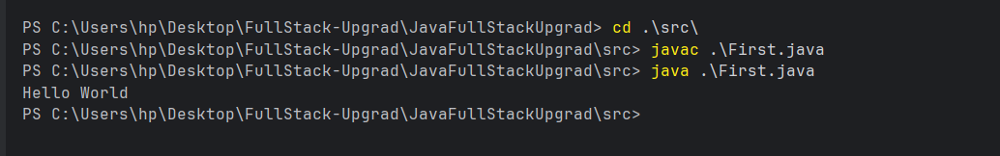 PS C:\Users\hp\Desktop\FullStack-Upgrad\JavaFullStackUpgrad> cd .\src\
PS C:\Users\hp\Desktop\FullStack-Upgrad\JavaFullStackUpgrad\src> javac .\First.java
PS C:\Users\hp\Desktop\FullStack-Upgrad\JavaFullStackUpgrad\src> java .\First.java
Hello World
PS C:\Users\hp\Desktop\FullStack-Upgrad\JavaFullStackUpgrad\src>